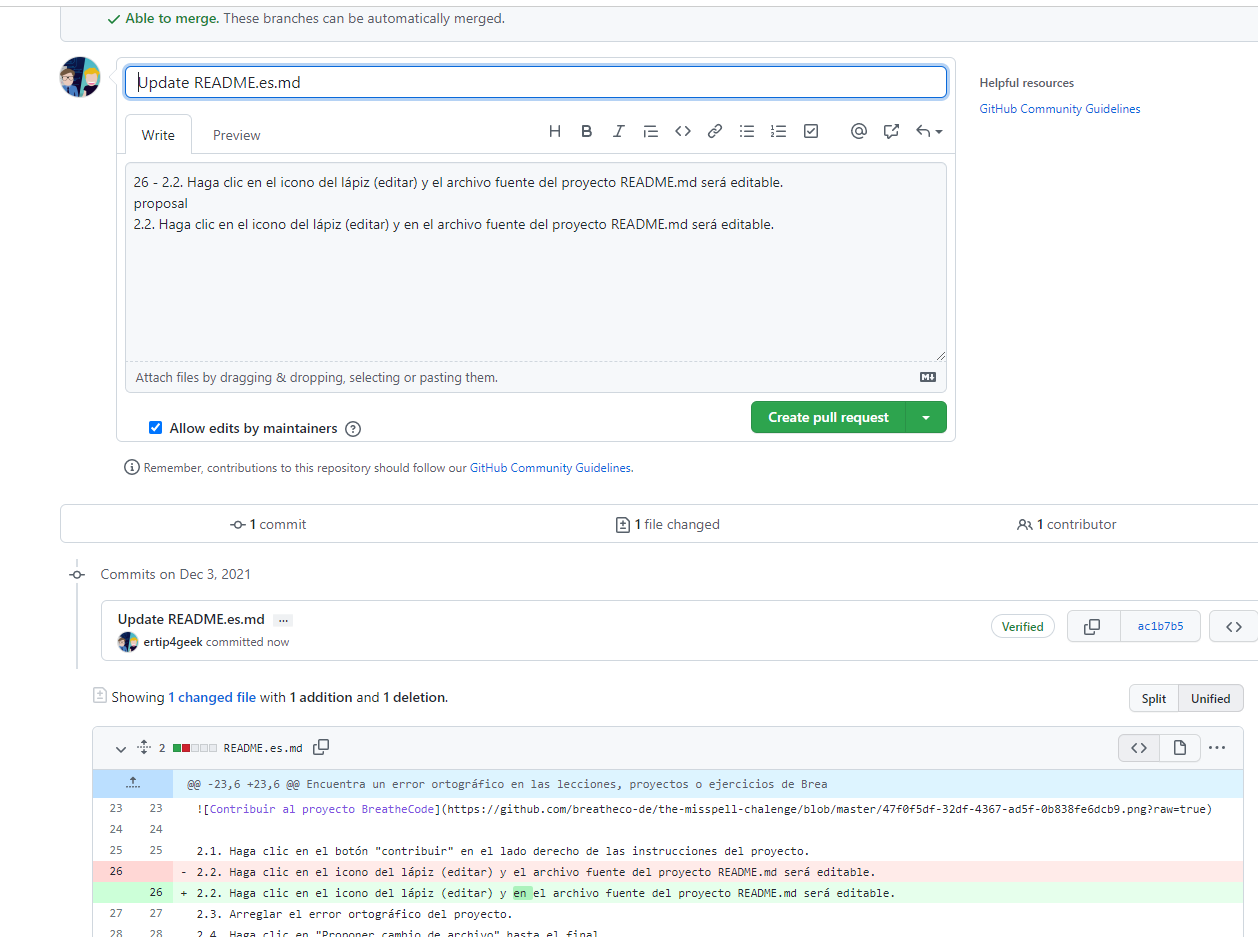 Able to merge. These branches can be automatically merged.
Update README.es.md
Helpful resources
GitHub Community Guidelines
Write Preview
26 - 2.2. Haga clic en el icono del lápiz (editar) y el archivo fuente del proyecto README.md será editable.
proposal
2.2. Haga clic en el icono del lápiz (editar) y en el archivo fuente del proyecto README.md será editable.
Attach files by dragging & dropping, selecting or pasting them.
Allow edits by maintainers
Create pull request
Remember, contributions to this repository should follow our GitHub Community Guidelines.
1 commit 1 file changed 1 contributor
Commits on Dec 3, 2021
Update README.es.md ...
ertip4geek committed now
Verified ac1b7b5
Showing 1 changed file with 1 addition and 1 deletion.
Split Unified
2 README.es.md
@@ -23,6 +23,6 @@ Encuentra un error ortográfico en las lecciones, proyectos o ejercicios de Brea
23 23 ![Contribuir al proyecto BreatheCode](https://github.com/breatheco-de/the-misspell-chalenge/blob/master/47f0f5df-32df-4367-ad5f-0b838fe6dcb9.png?raw=true)
24 24
25 25 2.1. Haga clic en el botón "contribuir" en el lado derecho de las instrucciones del proyecto.
26 - 2.2. Haga clic en el icono del lápiz (editar) y el archivo fuente del proyecto README.md será editable.
26 + 2.2. Haga clic en el icono del lápiz (editar) y en el archivo fuente del proyecto README.md será editable.
27 27 2.3. Arreglar el error ortográfico del proyecto.
28 28 2.4. Haga clic en "Proponer cambio de archivo" hasta el final